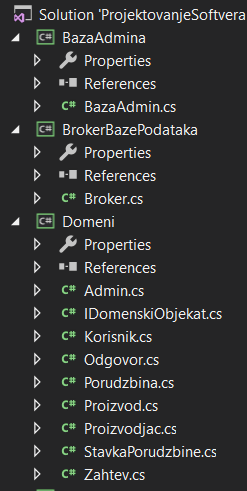 Solution 'ProjektovanjeSoftvera
BazaAdmina
Properties
References
BazaAdmin.cs
BrokerBazePodataka
Properties
References
Broker.cs
Domeni
Properties
References
Admin.cs
IDomenskiObjekat.cs
Korisnik.cs
Odgovor.cs
Porudzbina.cs
Proizvod.cs
Proizvodjac.cs
StavkaPorudzbine.cs
Zahtev.cs